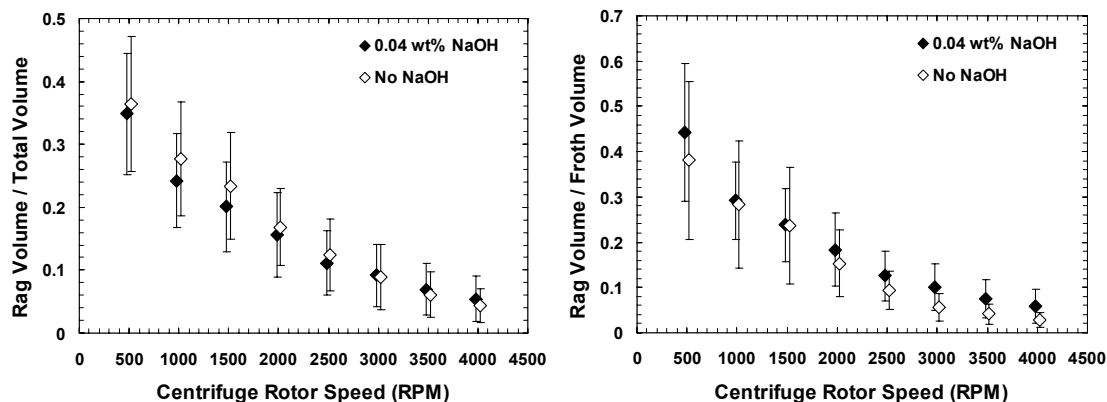 0.5
0.4
0.3
0.2
0.1
0
0 500 1000 1500 2000 2500 3000 3500 4000 4500
Rag Volume / Total Volume
Centrifuge Rotor Speed (RPM)
0.04 wt% NaOH
No NaOH
0.7
0.6
0.5
0.4
0.3
0.2
0.1
0
0 500 1000 1500 2000 2500 3000 3500 4000 4500
Rag Volume / Froth Volume
Centrifuge Rotor Speed (RPM)
0.04 wt% NaOH
No NaOH